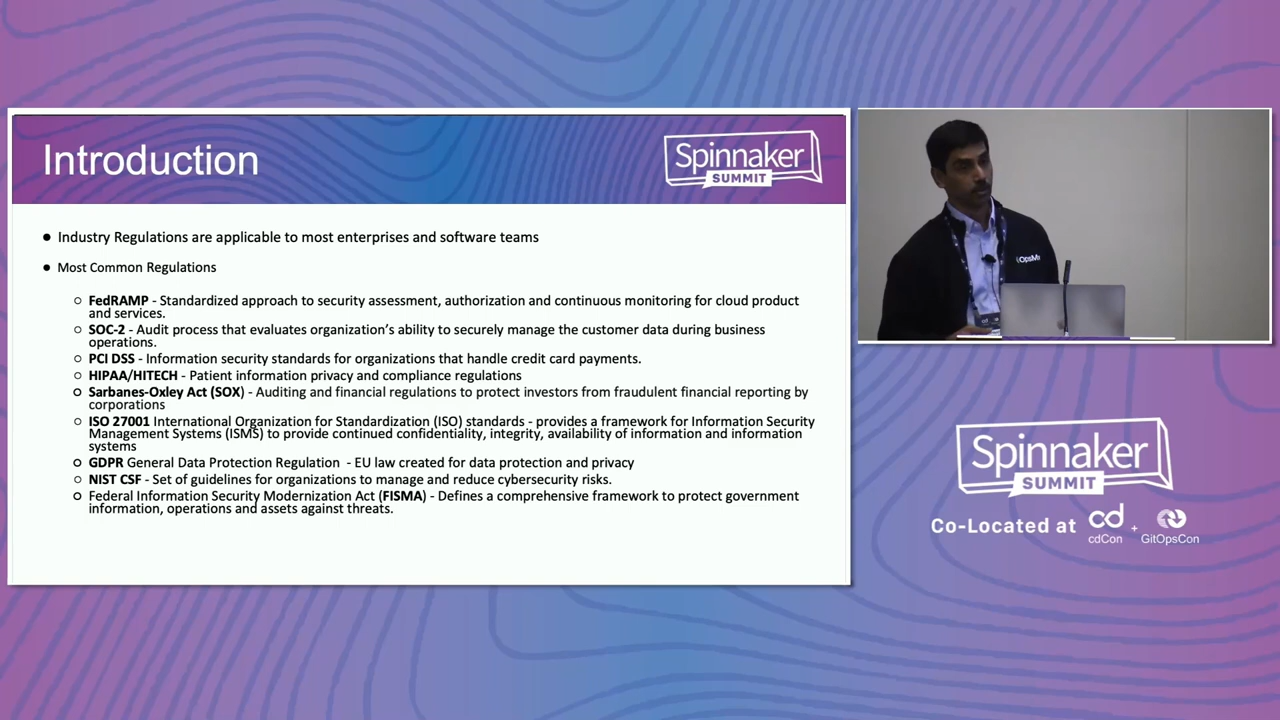 Introduction
Spinnaker
SUMMIT
● Industry Regulations are applicable to most enterprises and software teams
● Most Common Regulations
○ FedRAMP - Standardized approach to security assessment, authorization and continuous monitoring for cloud product
and services.
○ SOC-2 - Audit process that evaluates organization’s ability to securely manage the customer data during business
operations.
○ PCI DSS - Information security standards for organizations that handle credit card payments.
○ HIPAA/HITECH - Patient information privacy and compliance regulations
○ Sarbanes-Oxley Act (SOX) - Auditing and financial regulations to protect investors from fraudulent financial reporting by
corporations
○ ISO 27001 International Organization for Standardization (ISO) standards - provides a framework for Information Security
Management Systems (ISMS) to provide continued confidentiality, integrity, availability of information and information
systems
○ GDPR General Data Protection Regulation - EU law created for data protection and privacy
○ NIST CSF - Set of guidelines for organizations to manage and reduce cybersecurity risks.
○ Federal Information Security Modernization Act (FISMA) - Defines a comprehensive framework to protect government
information, operations and assets against threats.
Spinnaker
SUMMIT
Co-Located at cd + 
cdCon GitOpsCon